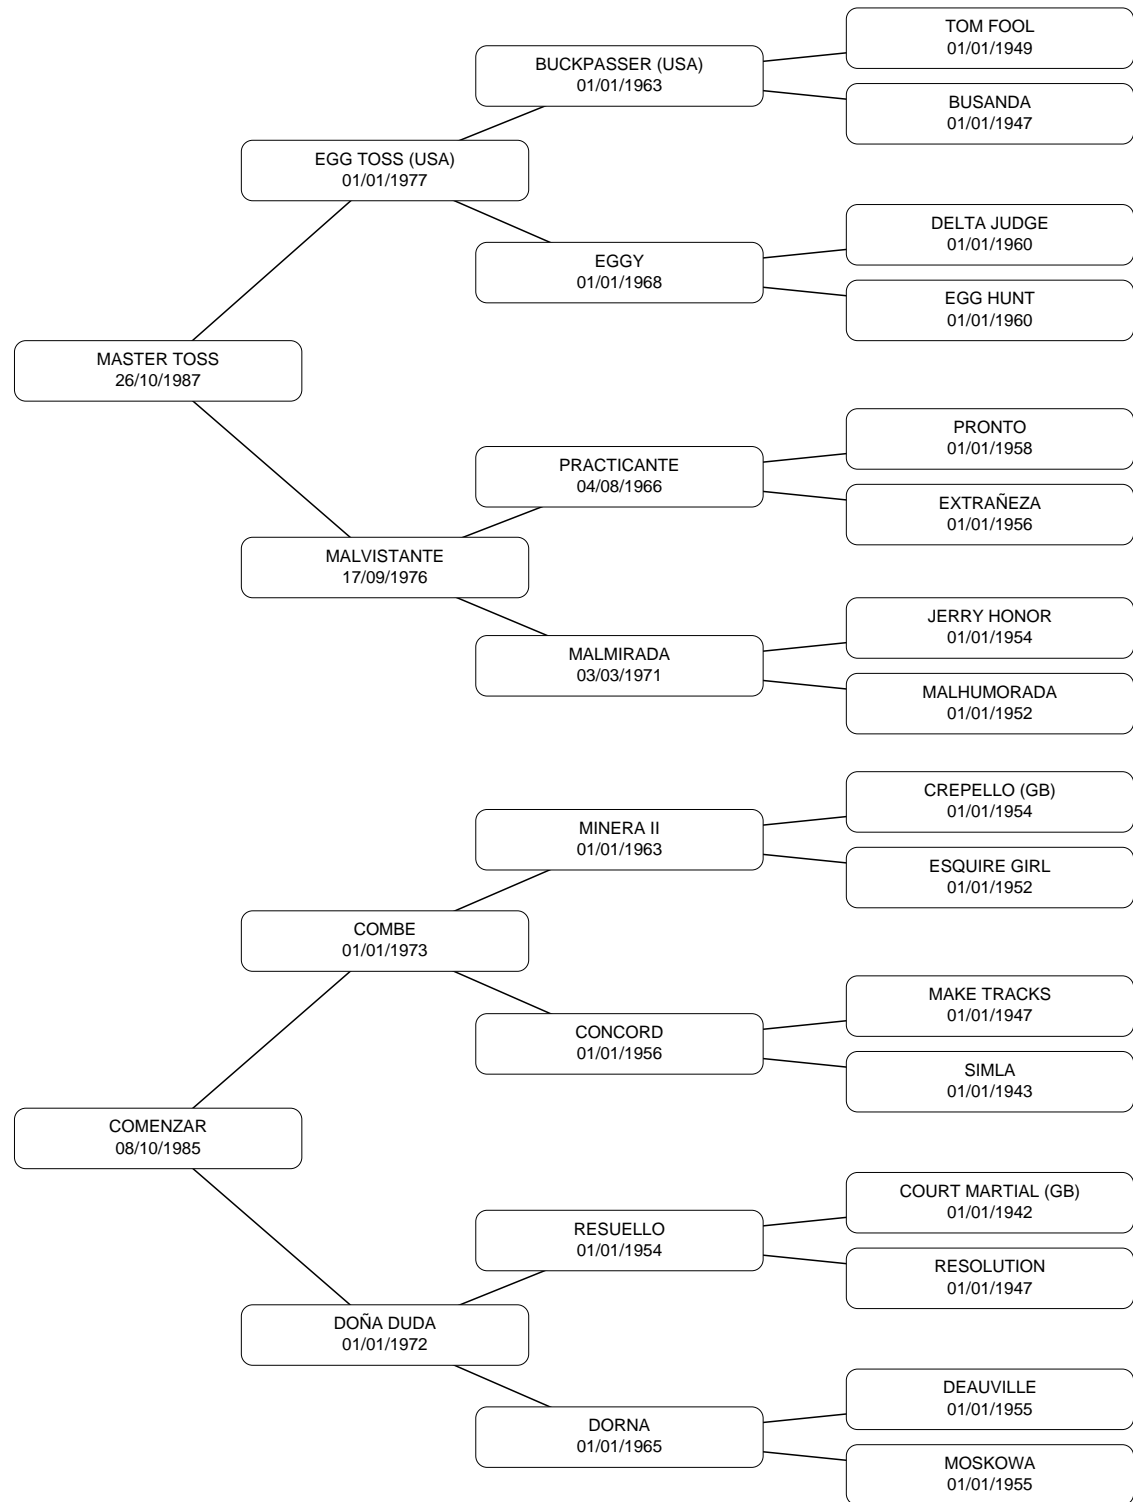 TOM FOOL
01/01/1949
BUCKPASSER (USA)
01/01/1963
BUSANDA
01/01/1947
EGG TOSS (USA)
01/01/1977
DELTA JUDGE
01/01/1960
EGGY
01/01/1968
EGG HUNT
01/01/1960
MASTER TOSS
26/10/1987
PRONTO
01/01/1958
PRACTICANTE
04/08/1966
EXTRAÑEZA
01/01/1956
MALVISTANTE
17/09/1976
JERRY HONOR
01/01/1954
MALMIRADA
03/03/1971
MALHUMORADA
01/01/1952
CREPELLO (GB)
01/01/1954
MINERA II
01/01/1963
ESQUIRE GIRL
01/01/1952
COMBE
01/01/1973
MAKE TRACKS
01/01/1947
CONCORD
01/01/1956
SIMLA
01/01/1943
COMENZAR
08/10/1985
COURT MARTIAL (GB)
01/01/1942
RESUELLO
01/01/1954
RESOLUTION
01/01/1947
DOÑA DUDA
01/01/1972
DEAUVILLE
01/01/1955
DORNA
01/01/1965
MOSKOWA
01/01/1955